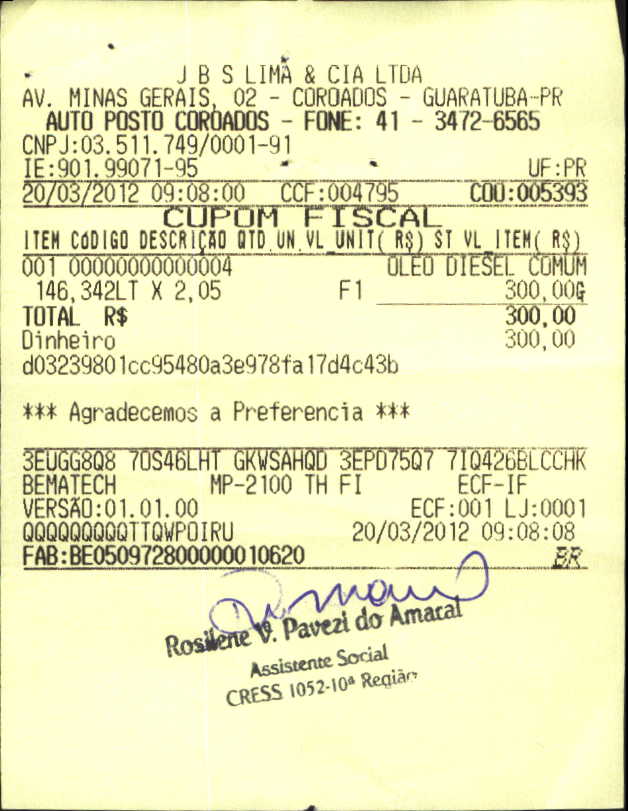 J B S LIMA & CIA LTDA
AV. MINAS GERAIS, 02 - COROADOS - GUARATUBA-PR
AUTO POSTO COROADOS - FONE: 41 - 3472-6565
CNPJ:03.511.749/0001-91
IE:901.99071-95 UF:PR
20/03/2012 09:08:00 CCF:004795 COO:005393
CUPOM FISCAL
ITEM CÓDIGO DESCRIÇÃO QTD UN VL UNIT( R$) ST VL ITEM( R$)
001 00000000000004 OLEO DIESEL COMUM
146,342LT X 2,05 F1 300,00G
TOTAL R$ 300,00
Dinheiro 300,00
d03239801cc95480a3e978fa17d4c43b
*** Agradecemos a Preferencia ***
3EUGG8Q8 70S46LHT GKWSAHQD 3EPD75Q7 7IQ426BLCCHK
BEMATECH MP-2100 TH FI ECF-IF
VERSÃO:01.01.00 ECF:001 LJ:0001
QQQQQQQQQTTQWPOIRU 20/03/2012 09:08:08
FAB:BE050972800000010620 BR
Rosilene V. Pavezi do Amaral
Assistente Social
CRESS 1052-10ª Região